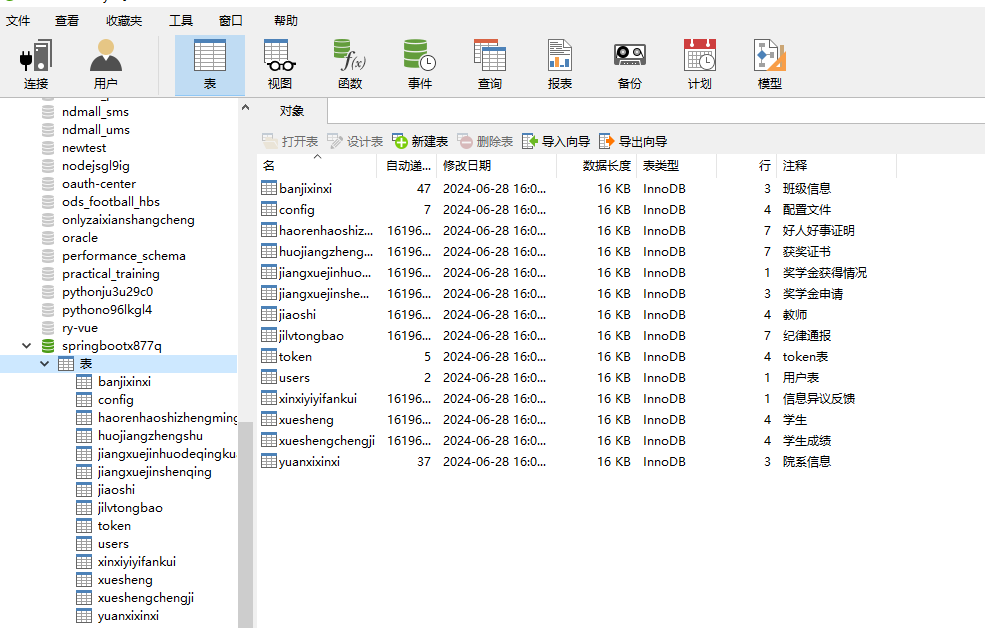 文件 查看 收藏夹 工具 窗口 帮助
连接 用户 表 视图 函数 事件 查询 报表 备份 计划 模型
ndmall_sms
ndmall_ums
newtest
nodejsgl9ig
oauth-center
ods_football_hbs
onlyzaixianshangcheng
oracle
performance_schema
practical_training
pythonju3u29c0
pythono96lkgl4
ry-vue
springbootx877q
表
banjixinxi
config
haorenhaoshizhengming
huojiangzhengshu
jiangxuejinhuodeqingku
jiangxuejinshenqing
jiaoshi
jilvtongbao
token
users
xinxiyiyifankui
xuesheng
xueshengchengji
yuanxixinxi
对象
打开表 设计表 新建表 删除表 导入向导 导出向导
名 自动递... 修改日期 数据长度 表类型 行 注释
banjixinxi 47 2024-06-28 16:0... 16 KB InnoDB 3 班级信息
config 7 2024-06-28 16:0... 16 KB InnoDB 4 配置文件
haorenhaoshiz... 16196... 2024-06-28 16:0... 16 KB InnoDB 7 好人好事证明
huojiangzheng... 16196... 2024-06-28 16:0... 16 KB InnoDB 7 获奖证书
jiangxuejinhuo... 16196... 2024-06-28 16:0... 16 KB InnoDB 1 奖学金获得情况
jiangxuejinshe... 16196... 2024-06-28 16:0... 16 KB InnoDB 3 奖学金申请
jiaoshi 16196... 2024-06-28 16:0... 16 KB InnoDB 4 教师
jilvtongbao 16196... 2024-06-28 16:0... 16 KB InnoDB 7 纪律通报
token 5 2024-06-28 16:0... 16 KB InnoDB 4 token表
users 2 2024-06-28 16:0... 16 KB InnoDB 1 用户表
xinxiyiyifankui 16196... 2024-06-28 16:0... 16 KB InnoDB 1 信息异议反馈
xuesheng 16196... 2024-06-28 16:0... 16 KB InnoDB 4 学生
xueshengchengji 16196... 2024-06-28 16:0... 16 KB InnoDB 4 学生成绩
yuanxixinxi 37 2024-06-28 16:0... 16 KB InnoDB 3 院系信息